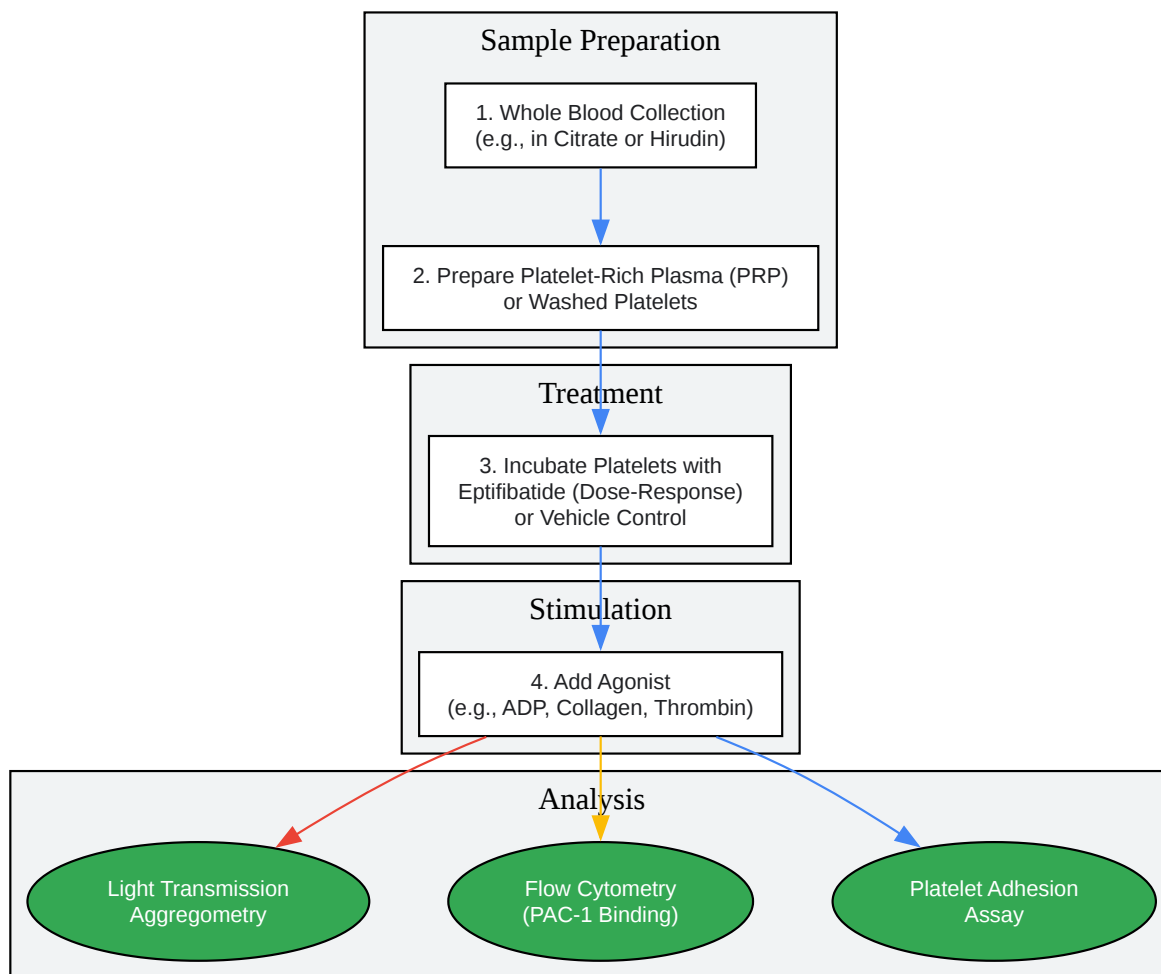 Sample Preparation
1. Whole Blood Collection
(e.g., in Citrate or Hirudin)
2. Prepare Platelet-Rich Plasma (PRP)
or Washed Platelets
Treatment
3. Incubate Platelets with
Eptifibatide (Dose-Response)
or Vehicle Control
Stimulation
4. Add Agonist
(e.g., ADP, Collagen, Thrombin)
Analysis
Light Transmission
Aggregometry
Flow Cytometry
(PAC-1 Binding)
Platelet Adhesion
Assay